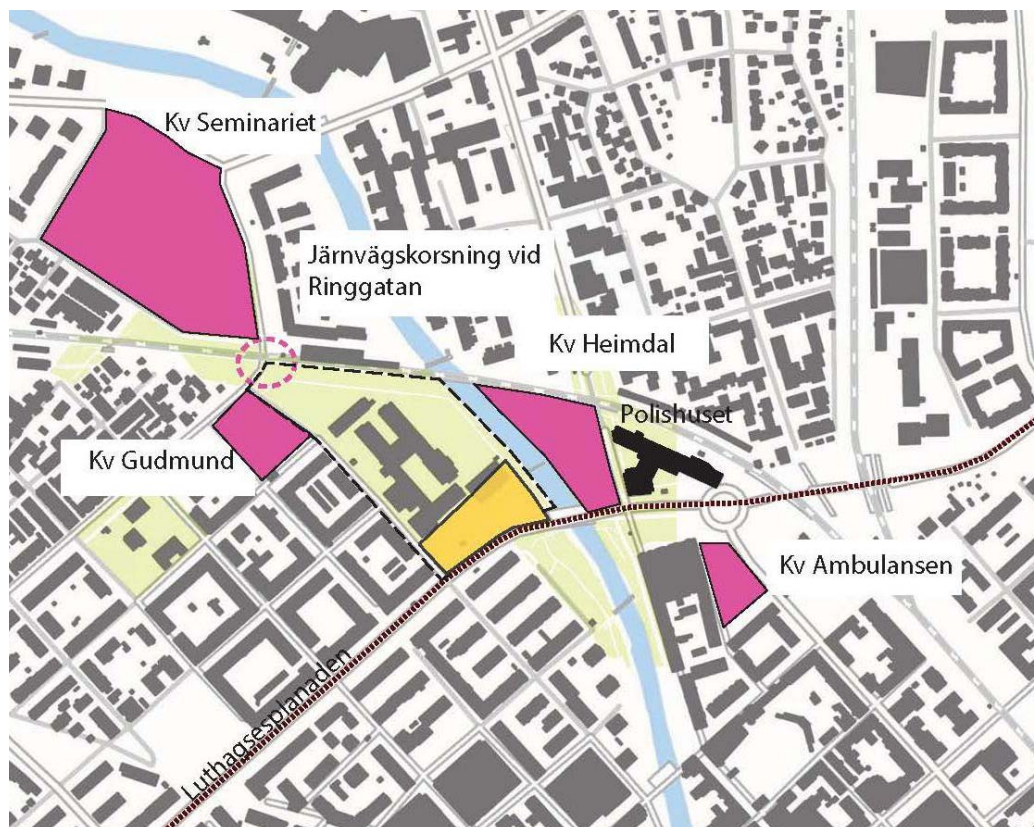 Kv Seminariet
Järnvägskorsning vid
Ringgatan
Kv Heimdal
Polishuset
Kv Gudmund
Kv Ambulansen
Luthagsesplanaden